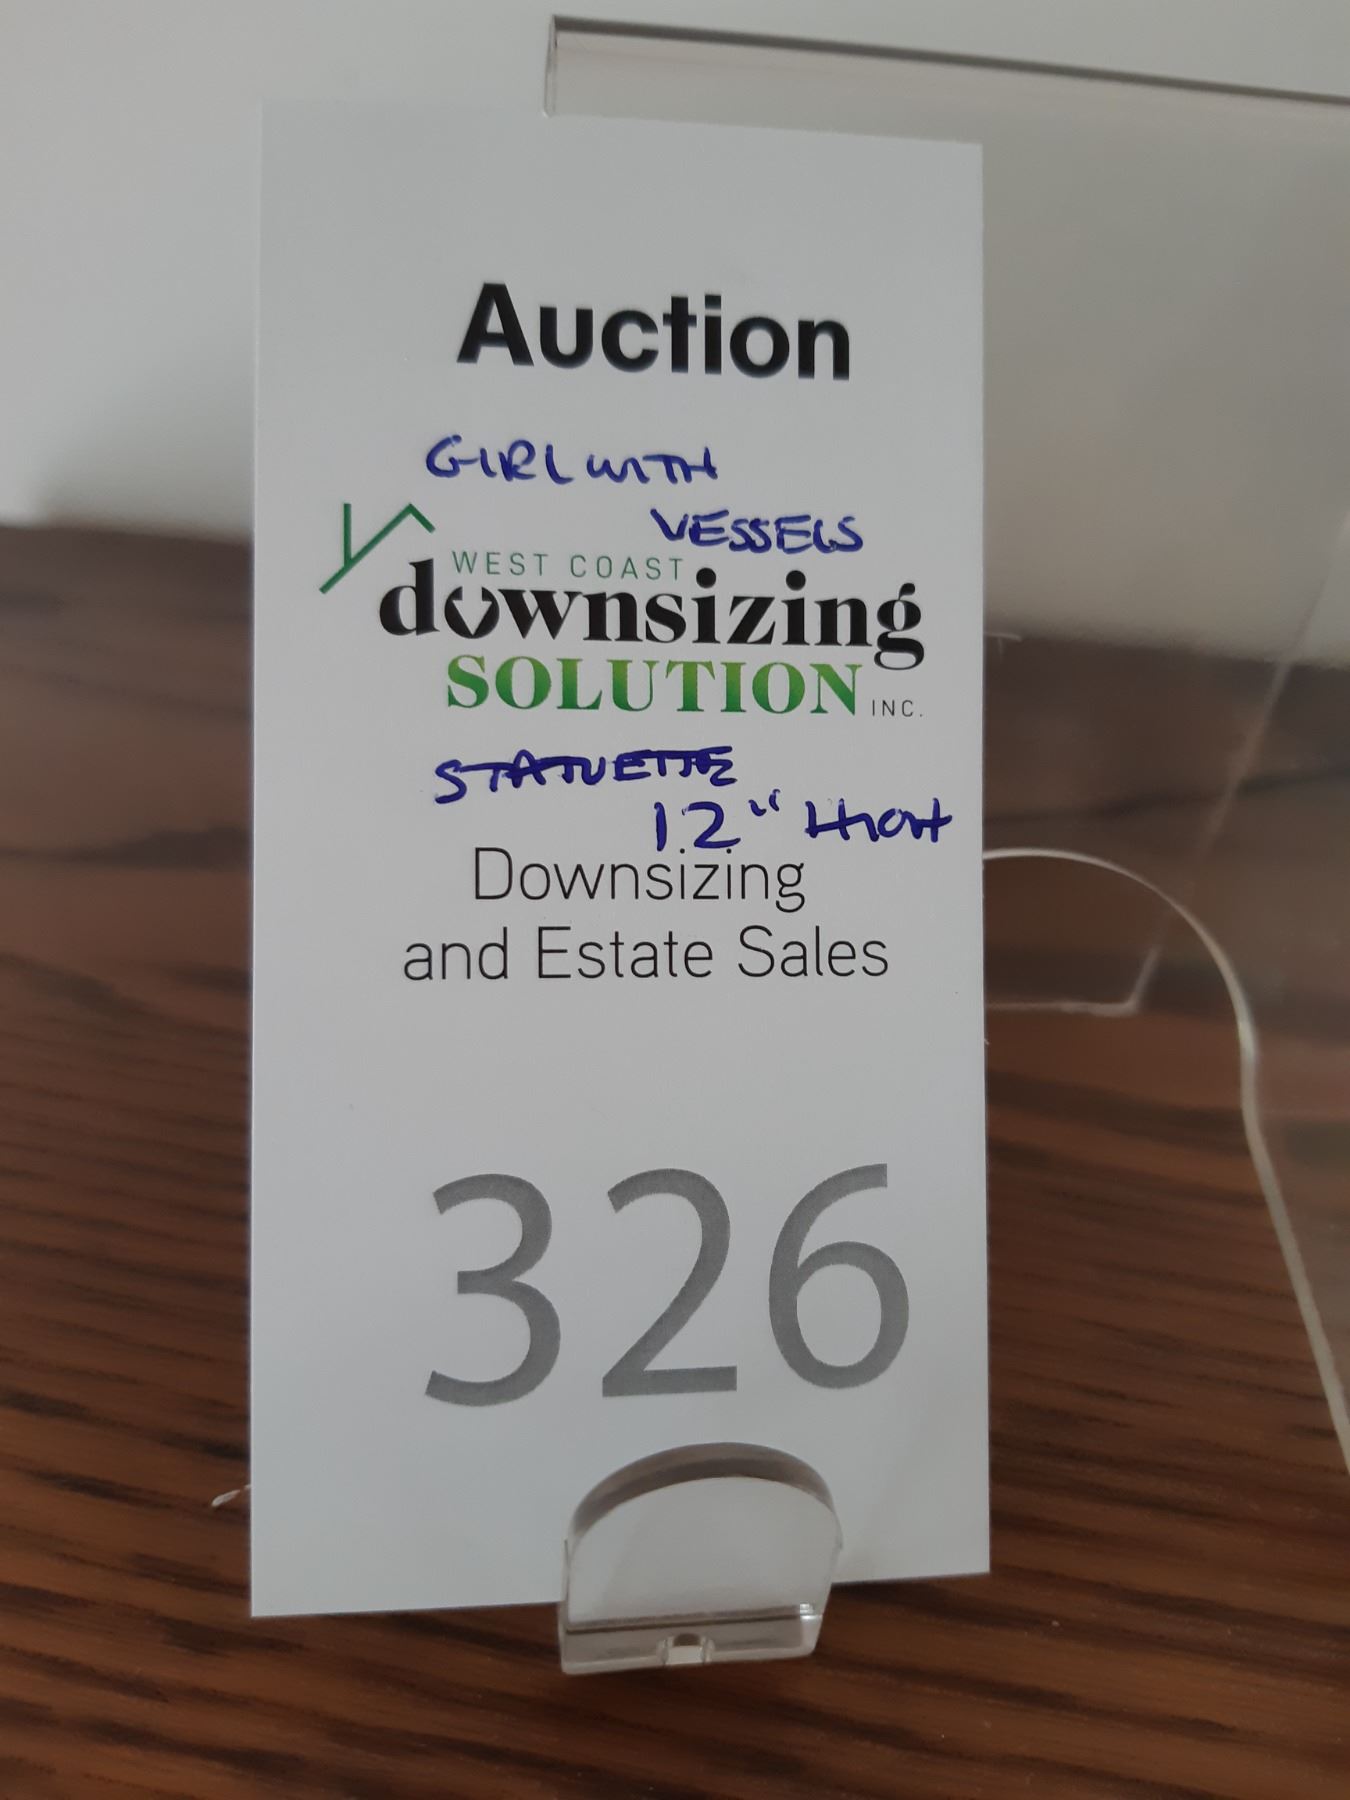 Auction
GIRL WITH
VESSELS
WEST COAST
downsizing
SOLUTION INC.
STATUETTE
12" HIGH
Downsizing
and Estate Sales
326